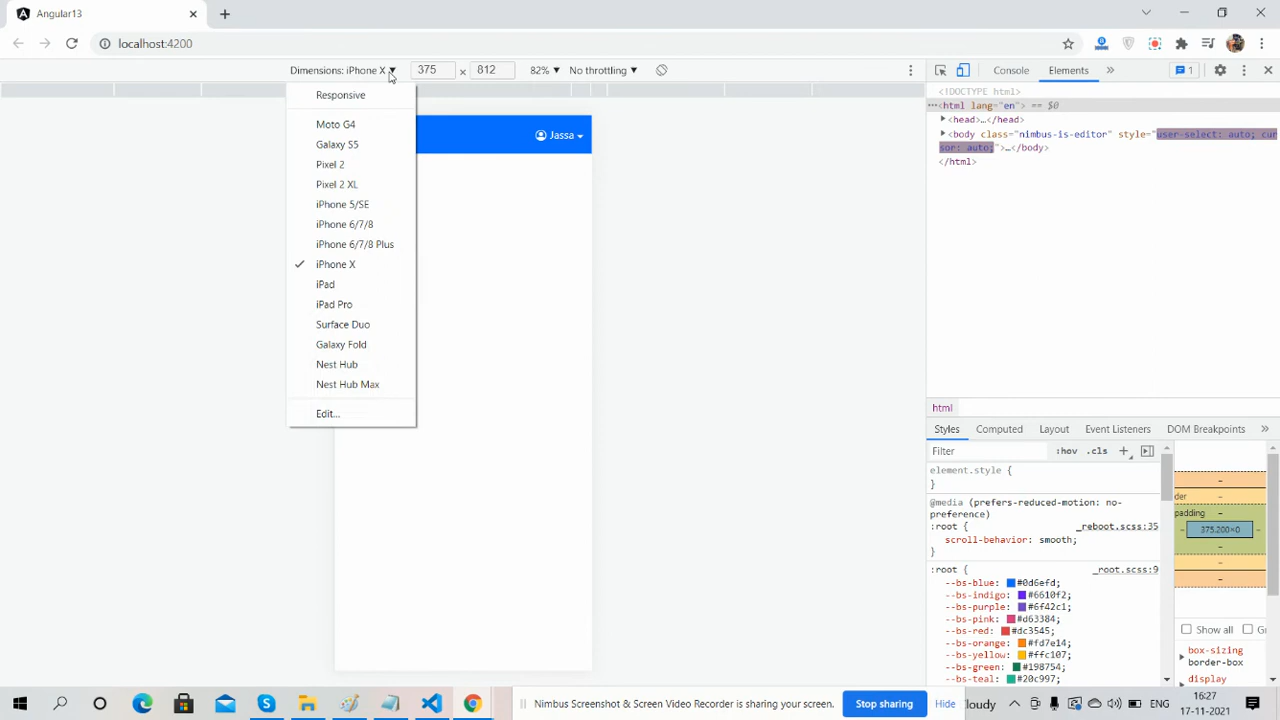 Angular13
localhost:4200
Dimensions: iPhone X
375
x
812
82%
No throttling
Console
Elements
1
Responsive
Moto G4
Galaxy S5
Pixel 2
Pixel 2 XL
iPhone 5/SE
iPhone 6/7/8
iPhone 6/7/8 Plus
iPhone X
iPad
iPad Pro
Surface Duo
Galaxy Fold
Nest Hub
Nest Hub Max
Edit...
Jassa
<!DOCTYPE html>
···<html lang="en"> == $0
<head>…</head>
<body class="nimbus-is-editor" style="user-select: auto; cur
sor: auto;">…</body>
</html>
html
Styles
Computed
Layout
Event Listeners
DOM Breakpoints
Filter
:hov
.cls
element.style {
}
@media (prefers-reduced-motion: no-
preference)
:root {
_reboot.scss:35
scroll-behavior: smooth;
}
:root {
_root.scss:9
--bs-blue: #0d6efd;
--bs-indigo: #6610f2;
--bs-purple: #6f42c1;
--bs-pink: #d63384;
--bs-red: #dc3545;
--bs-orange: #fd7e14;
--bs-yellow: #ffc107;
--bs-green: #198754;
--bs-teal: #20c997;
der
padding
375.200×0
Show all
box-sizing
border-box
display
Nimbus Screenshot & Screen Video Recorder is sharing your screen.
Stop sharing
Hide
Cloudy
ENG
16:27
17-11-2021